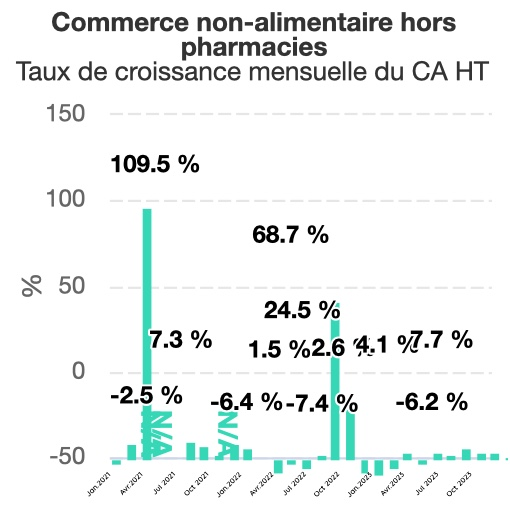 Commerce non-alimentaire hors
pharmacies
Taux de croissance mensuelle du CA HT
150
109.5 %
100
68.7 %
%
50
24.5 %
7.3 %
1.5 %
2.6 %
4.1 %
7.7 %
0
-2.5 %
-6.4 %
-7.4 %
-6.2 %
N/A
N/A
-50
Jan.2021
Avr.2021
Jul 2021
Oct 2021
Jan.2022
Avr.2022
Jul 2022
Oct 2022
Jan.2023
Avr.2023
Jul 2023
Oct.2023